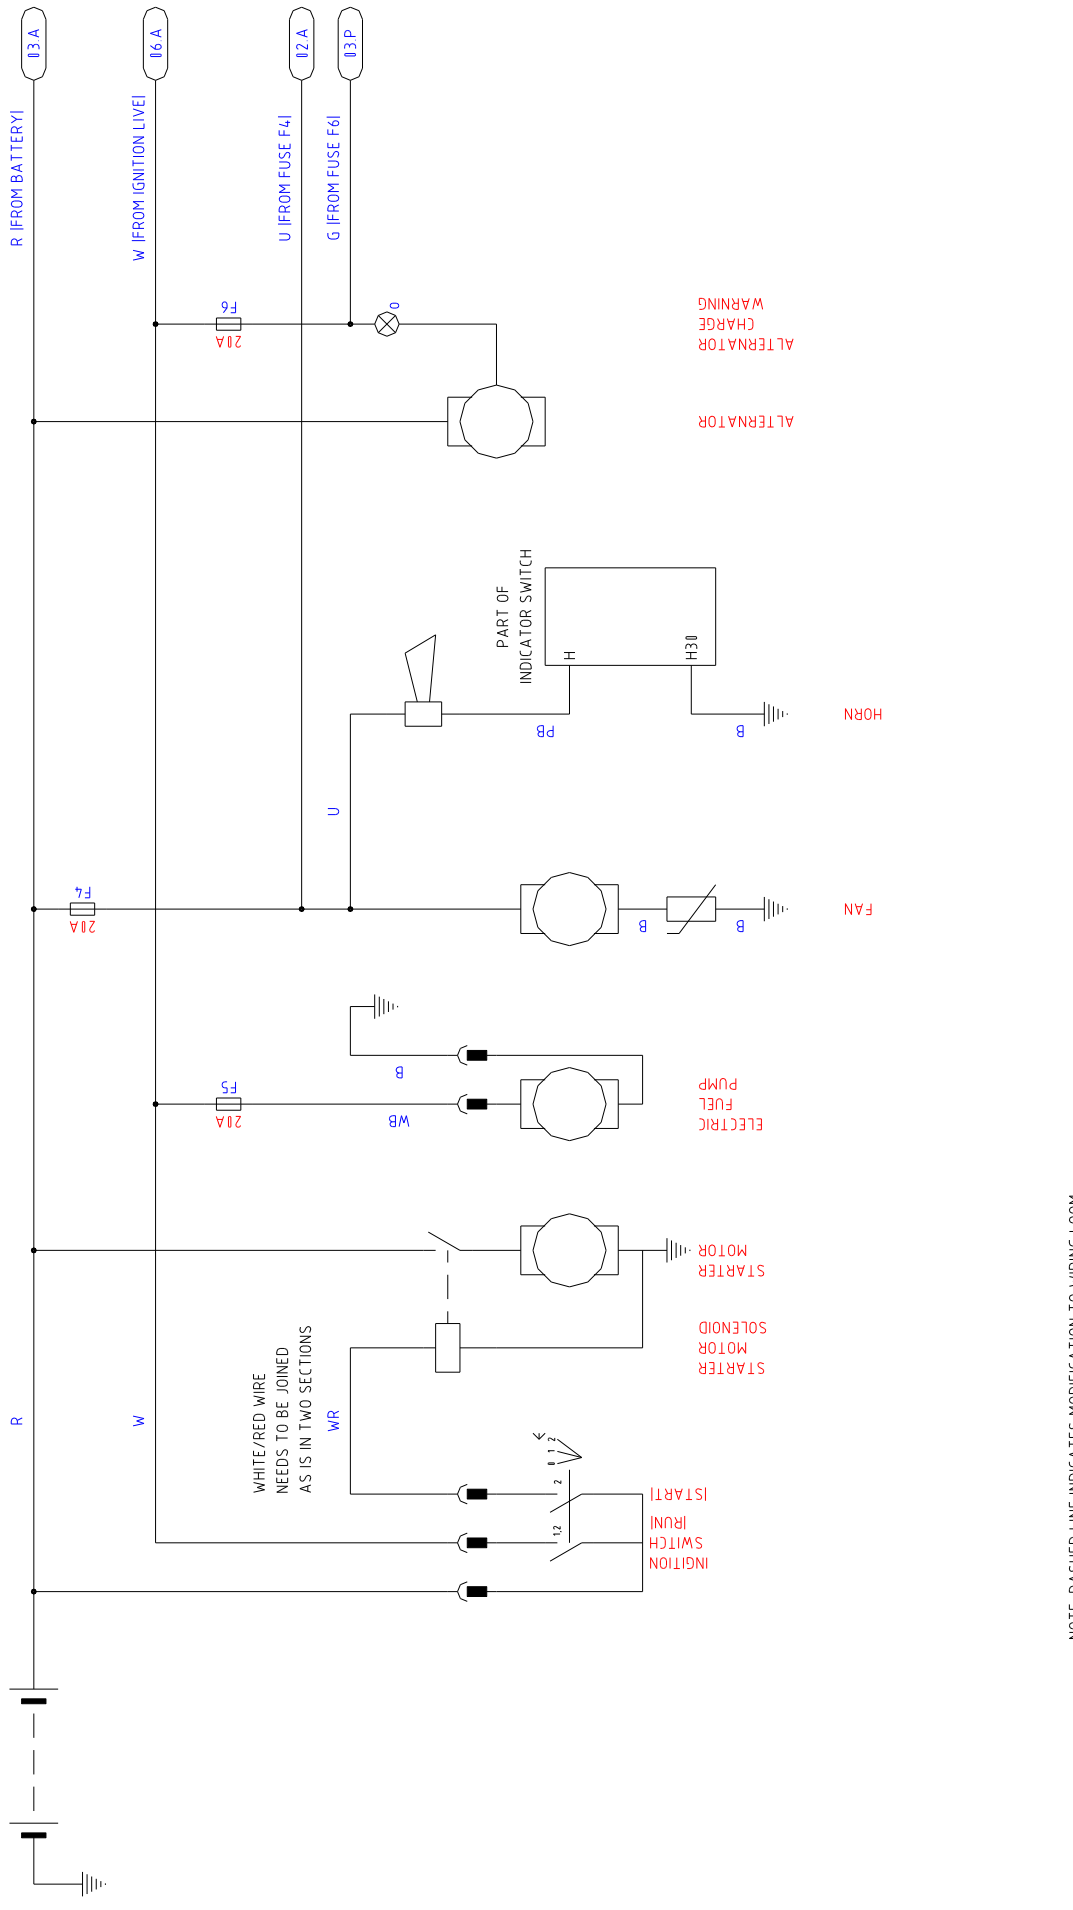 03.A
06.A
02.A
03.P
R |FROM BATTERY|
W |FROM IGNITION LIVE|
U |FROM FUSE F4|
G |FROM FUSE F6|
F6
20A
O
ALTERNATOR
CHARGE
WARNING
ALTERNATOR
PART OF
INDICATOR SWITCH
H
H30
PB
B
HORN
U
F4
20A
B
B
FAN
B
F5
20A
WB
ELECTRIC
FUEL
PUMP
STARTER
MOTOR
STARTER
MOTOR
SOLENOID
WHITE/RED WIRE
NEEDS TO BE JOINED
AS IS IN TWO SECTIONS
R
W
WR
0 1 2
2
1,2
|START|
|RUN|
INGITION
SWITCH